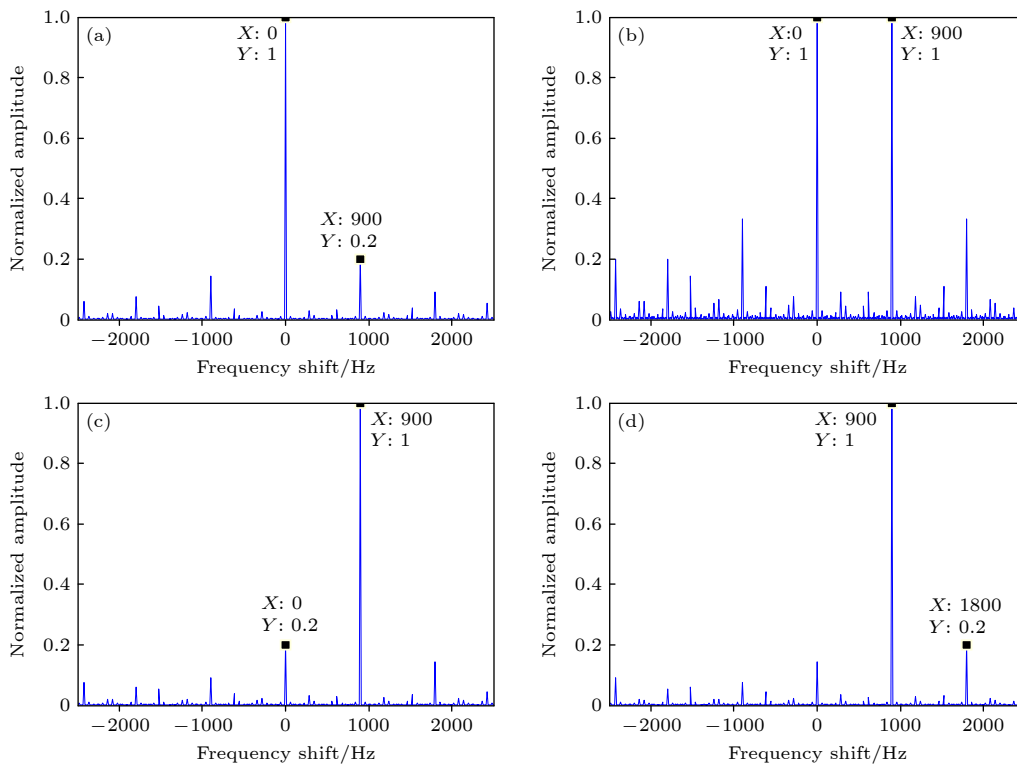 (a)
X: 0
Y: 1
X: 900
Y: 0.2
1.0
0.8
0.6
0.4
0.2
0
−2000 −1000 0 1000 2000
Normalized amplitude
Frequency shift/Hz
(b)
X:0
Y: 1
X: 900
Y: 1
1.0
0.8
0.6
0.4
0.2
0
−2000 −1000 0 1000 2000
Normalized amplitude
Frequency shift/Hz
(c)
X: 900
Y: 1
X: 0
Y: 0.2
1.0
0.8
0.6
0.4
0.2
0
−2000 −1000 0 1000 2000
Normalized amplitude
Frequency shift/Hz
(d)
X: 900
Y: 1
X: 1800
Y: 0.2
1.0
0.8
0.6
0.4
0.2
0
−2000 −1000 0 1000 2000
Normalized amplitude
Frequency shift/Hz